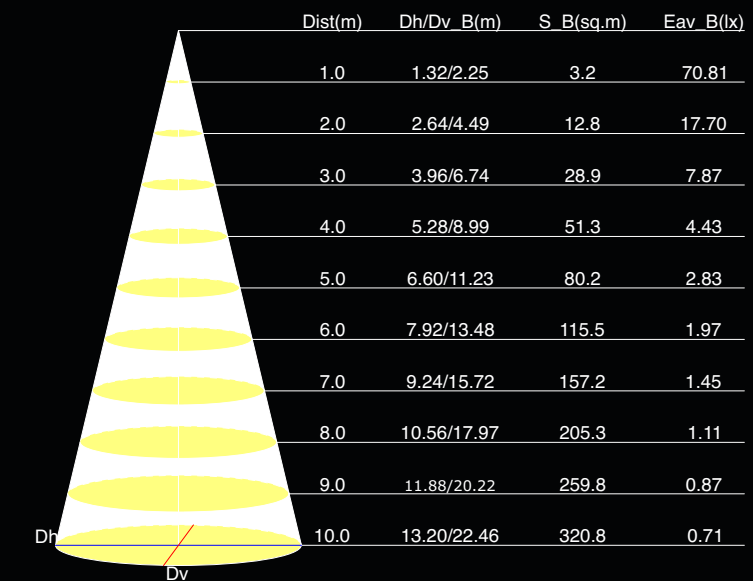 Dist(m) Dh/Dv_B(m) S_B(sq.m) Eav_B(lx)
1.0 1.32/2.25 3.2 70.81
2.0 2.64/4.49 12.8 17.70
3.0 3.96/6.74 28.9 7.87
4.0 5.28/8.99 51.3 4.43
5.0 6.60/11.23 80.2 2.83
6.0 7.92/13.48 115.5 1.97
7.0 9.24/15.72 157.2 1.45
8.0 10.56/17.97 205.3 1.11
9.0 11.88/20.22 259.8 0.87
Dh 10.0 13.20/22.46 320.8 0.71
Dv